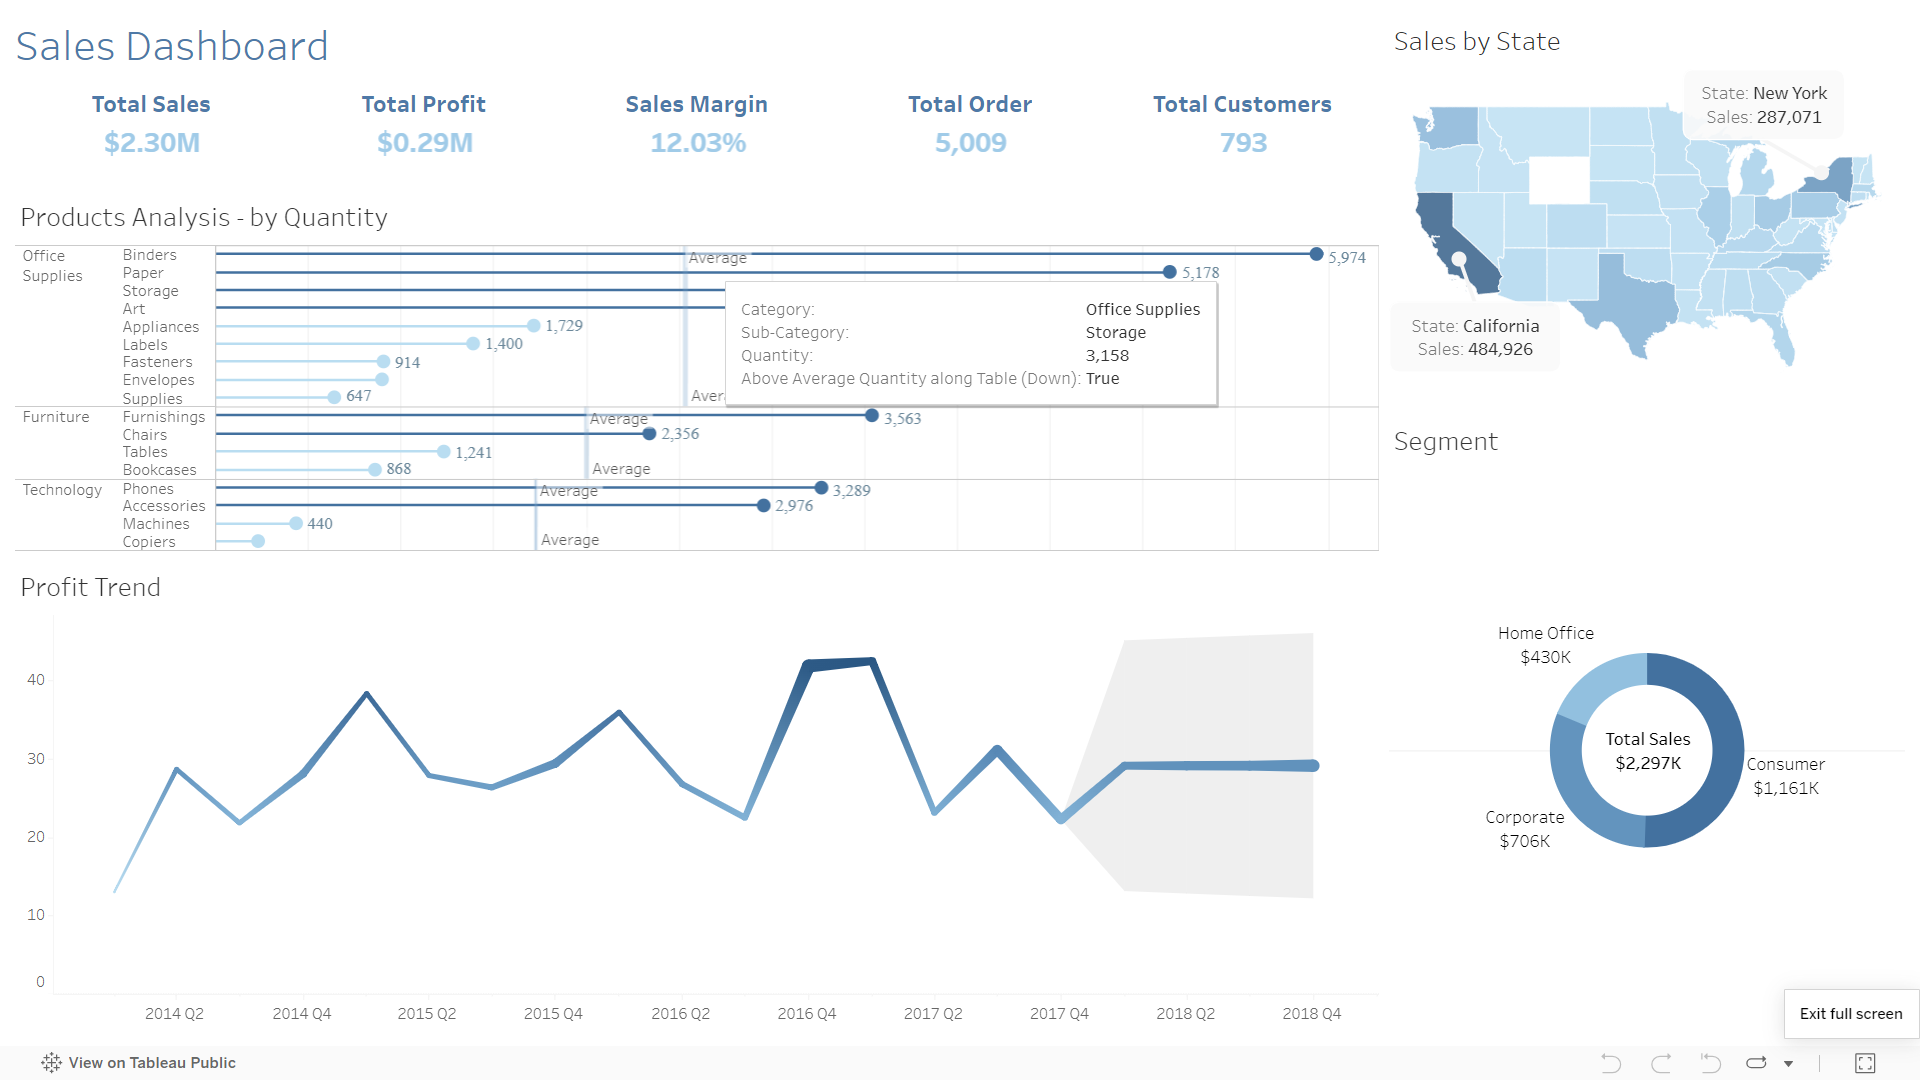 Sales Dashboard
Total Sales
$2.30M
Total Profit
$0.29M
Sales Margin
12.03%
Total Order
5,009
Total Customers
793
Products Analysis - by Quantity
Office
Supplies
Binders
5,974
Average
Paper
5,178
Storage
Art
Appliances
1,729
Labels
1,400
Fasteners
914
Envelopes
Supplies
647
Aver
Category: Office Supplies
Sub-Category: Storage
Quantity: 3,158
Above Average Quantity along Table (Down): True
Furniture
Furnishings
Average
3,563
Chairs
2,356
Tables
1,241
Bookcases
868
Average
Technology
Phones
Average
3,289
Accessories
2,976
Machines
440
Copiers
Average
Profit Trend
40
30
20
10
0
2014 Q2
2014 Q4
2015 Q2
2015 Q4
2016 Q2
2016 Q4
2017 Q2
2017 Q4
2018 Q2
2018 Q4
Sales by State
State: New York
Sales: 287,071
State: California
Sales: 484,926
Segment
Home Office
$430K
Total Sales
$2,297K
Consumer
$1,161K
Corporate
$706K
Exit full screen
View on Tableau Public